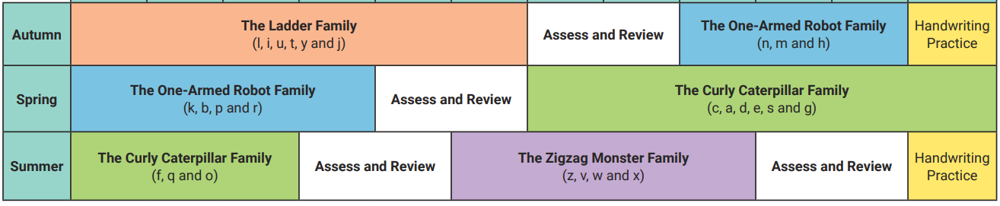 Autumn
The Ladder Family
(l, i, u, t, y and j)
Assess and Review
The One-Armed Robot Family
(n, m and h)
Handwriting
Practice
Spring
The One-Armed Robot Family
(k, b, p and r)
Assess and Review
The Curly Caterpillar Family
(c, a, d, e, s and g)
Summer
The Curly Caterpillar Family
(f, q and o)
Assess and Review
The Zigzag Monster Family
(z, v, w and x)
Assess and Review
Handwriting
Practice